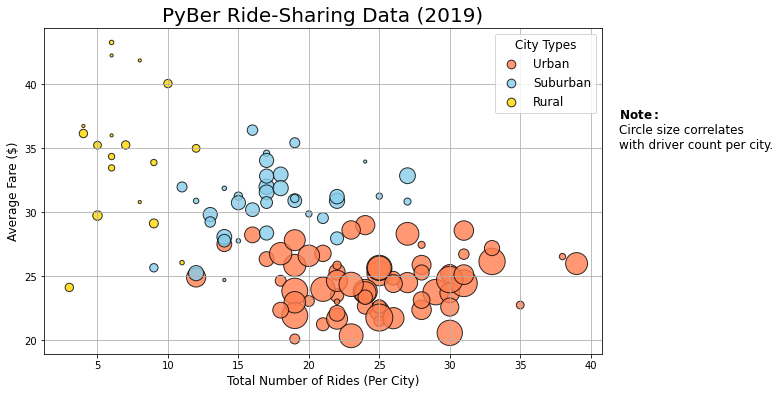 PyBer Ride-Sharing Data (2019)
City Types
Urban
Suburban
Rural
Note:
Circle size correlates
with driver count per city.
Average Fare ($)
40
35
30
25
20
5 10 15 20 25 30 35 40
Total Number of Rides (Per City)